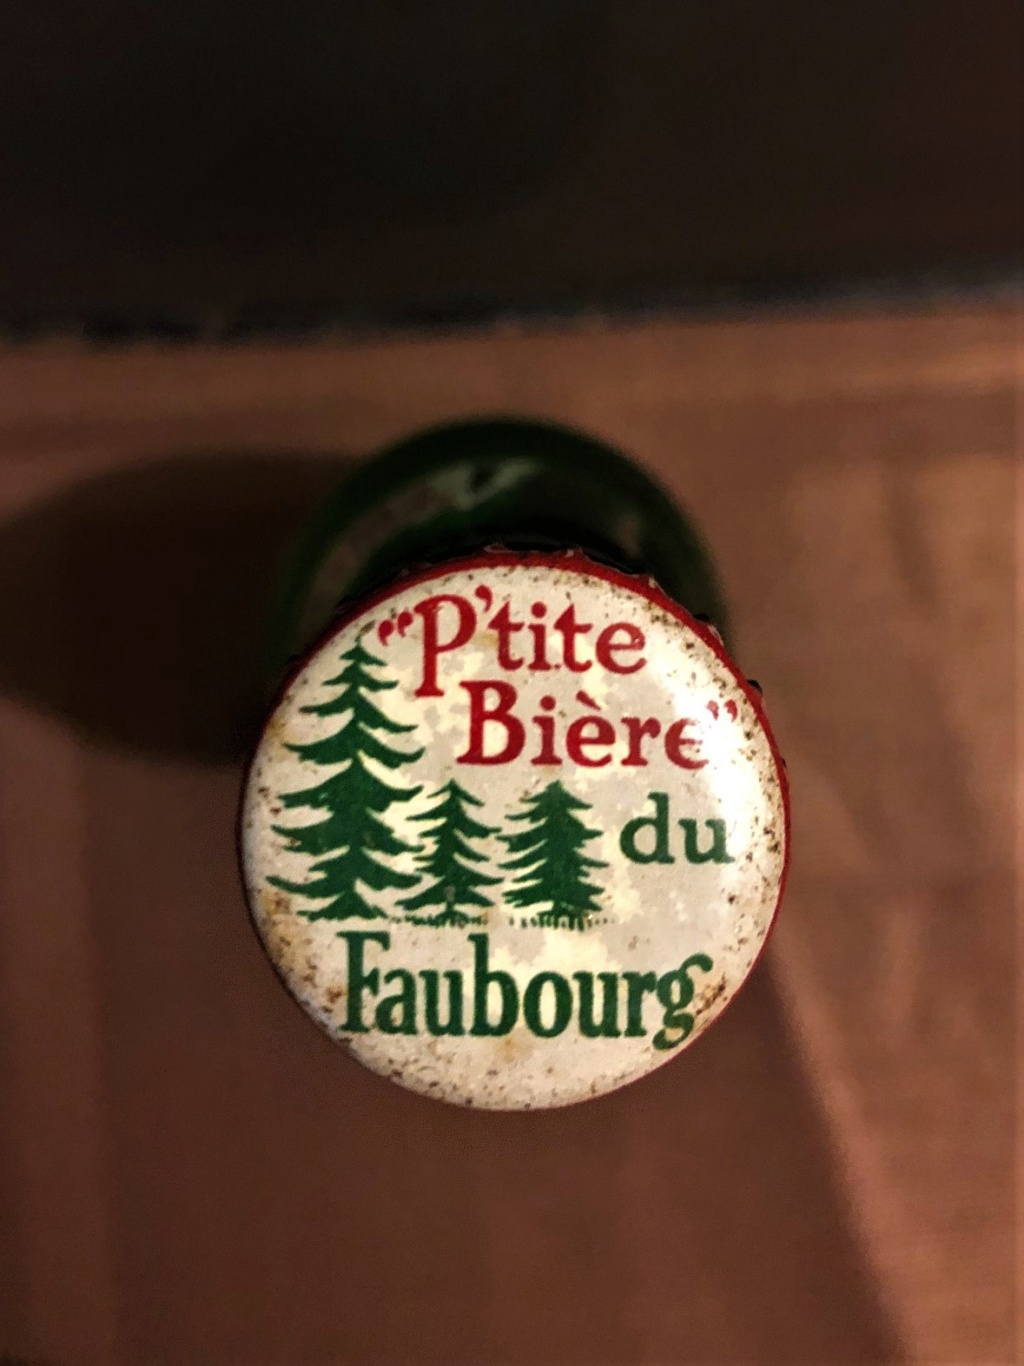 "P'tite
Bière"
du
Faubourg